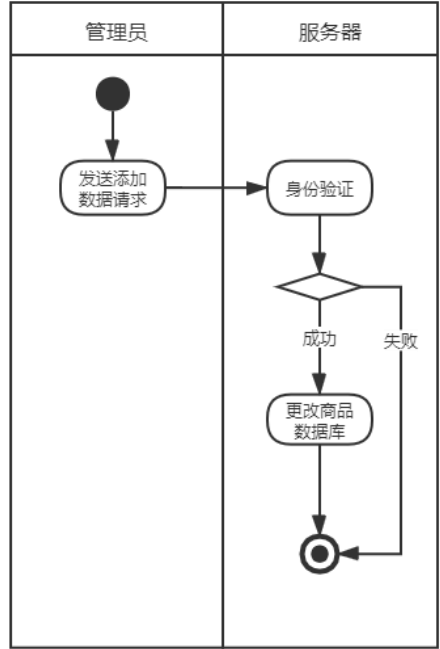 管理员
服务器
发送添加
数据请求
身份验证
成功
失败
更改商品
数据库